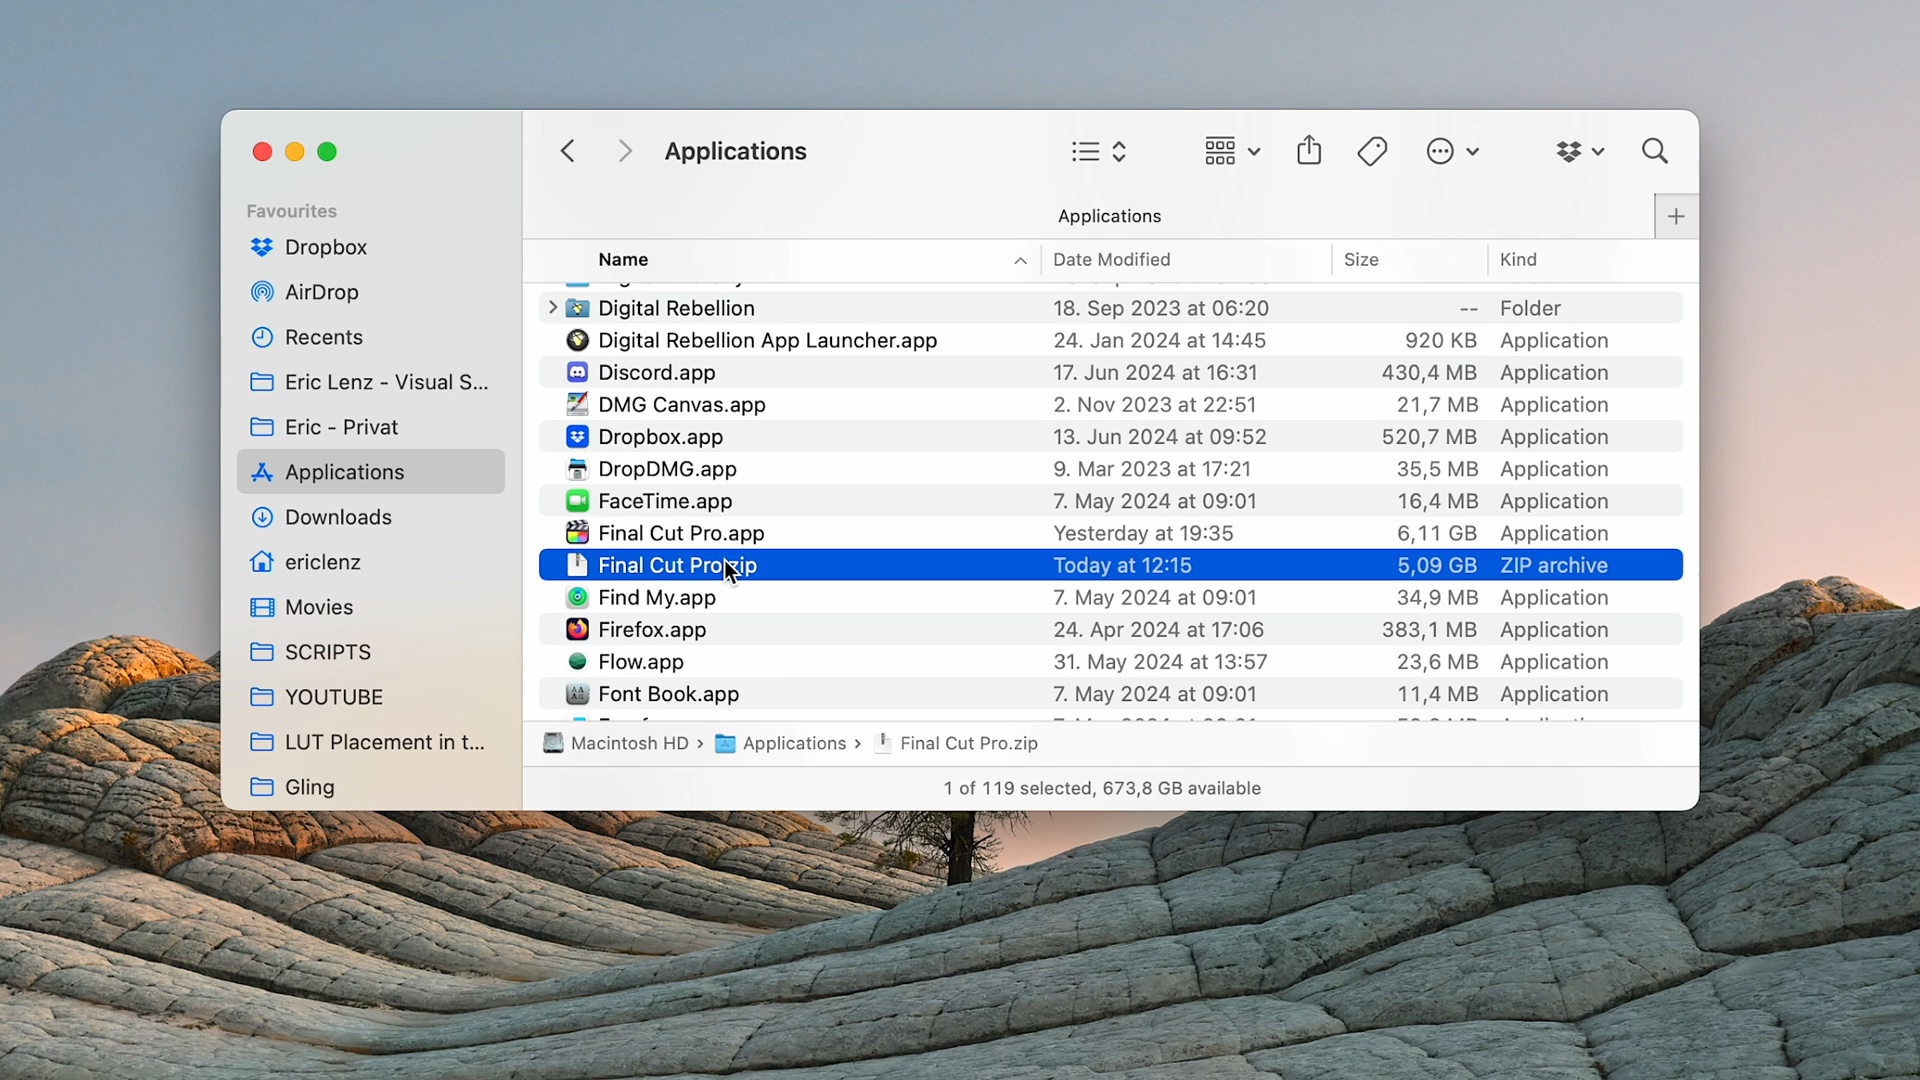 Applications
Favourites
Dropbox
AirDrop
Recents
Eric Lenz - Visual S...
Eric - Privat
Applications
Downloads
ericlenz
Movies
SCRIPTS
YOUTUBE
LUT Placement in t...
Gling
Applications
Name Date Modified Size Kind
Digital Rebellion 18. Sep 2023 at 06:20 -- Folder
Digital Rebellion App Launcher.app 24. Jan 2024 at 14:45 920 KB Application
Discord.app 17. Jun 2024 at 16:31 430,4 MB Application
DMG Canvas.app 2. Nov 2023 at 22:51 21,7 MB Application
Dropbox.app 13. Jun 2024 at 09:52 520,7 MB Application
DropDMG.app 9. Mar 2023 at 17:21 35,5 MB Application
FaceTime.app 7. May 2024 at 09:01 16,4 MB Application
Final Cut Pro.app Yesterday at 19:35 6,11 GB Application
Final Cut Pro.zip Today at 12:15 5,09 GB ZIP archive
Find My.app 7. May 2024 at 09:01 34,9 MB Application
Firefox.app 24. Apr 2024 at 17:06 383,1 MB Application
Flow.app 31. May 2024 at 13:57 23,6 MB Application
Font Book.app 7. May 2024 at 09:01 11,4 MB Application
Macintosh HD › Applications › Final Cut Pro.zip
1 of 119 selected, 673,8 GB available